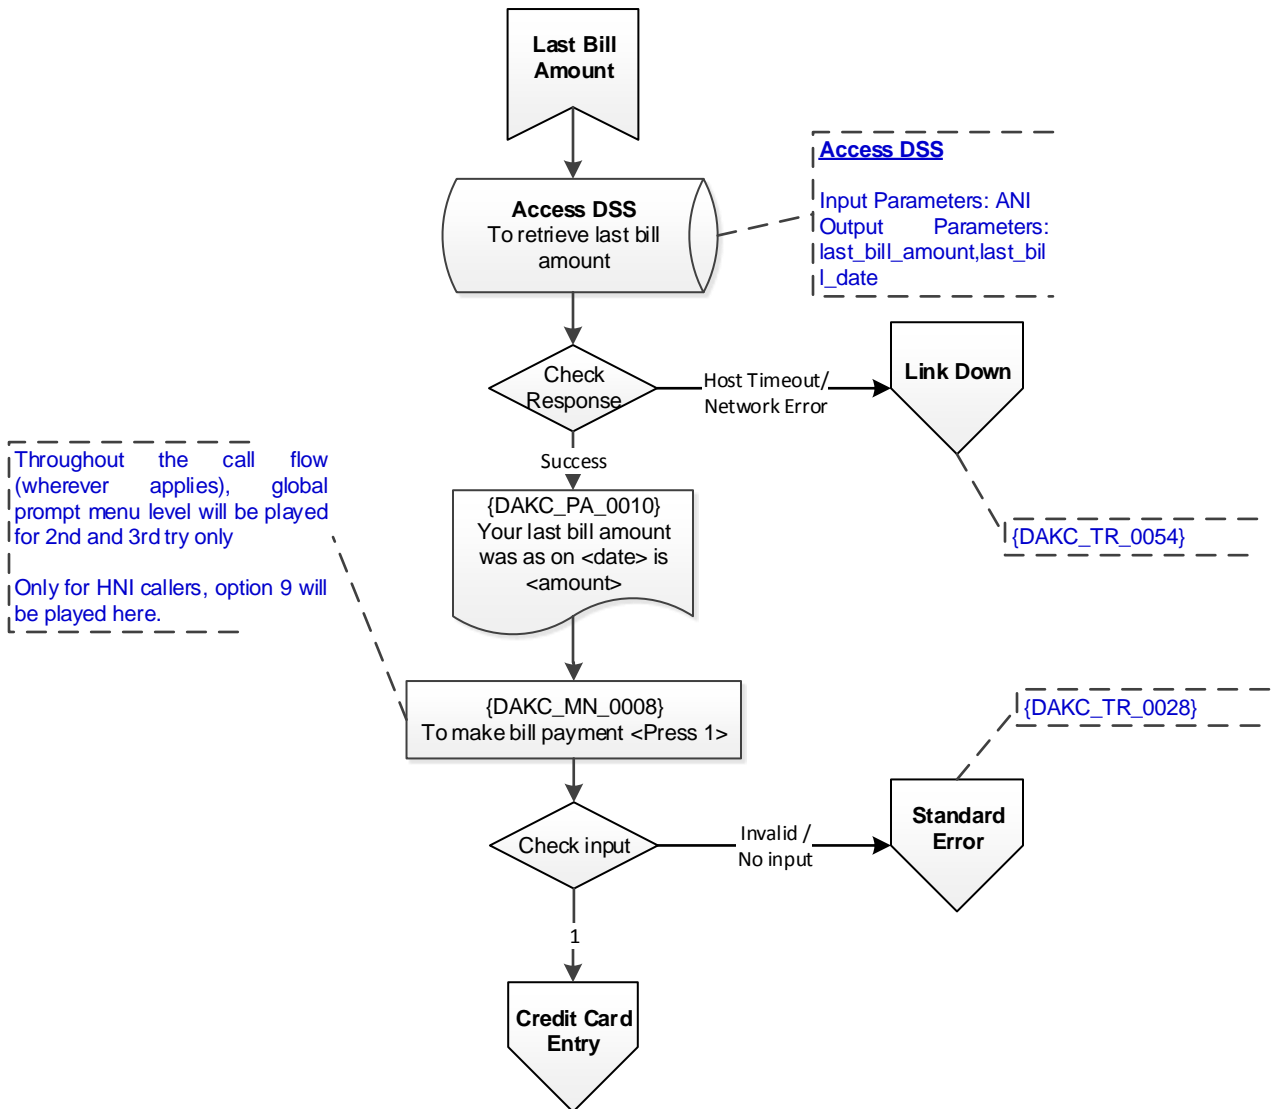 Last Bill
Amount
Access DSS
To retrieve last bill
amount
Access DSS
Input Parameters: ANI
Output Parameters:
last_bill_amount,last_bil
l_date
Check
Response
Host Timeout/
Network Error
Link Down
{DAKC_TR_0054}
Success
Throughout the call flow
(wherever applies), global
prompt menu level will be played
for 2nd and 3rd try only
Only for HNI callers, option 9 will
be played here.
{DAKC_PA_0010}
Your last bill amount
was as on <date> is
<amount>
{DAKC_MN_0008}
To make bill payment <Press 1>
{DAKC_TR_0028}
Check input
Invalid /
No input
Standard
Error
1
Credit Card
Entry